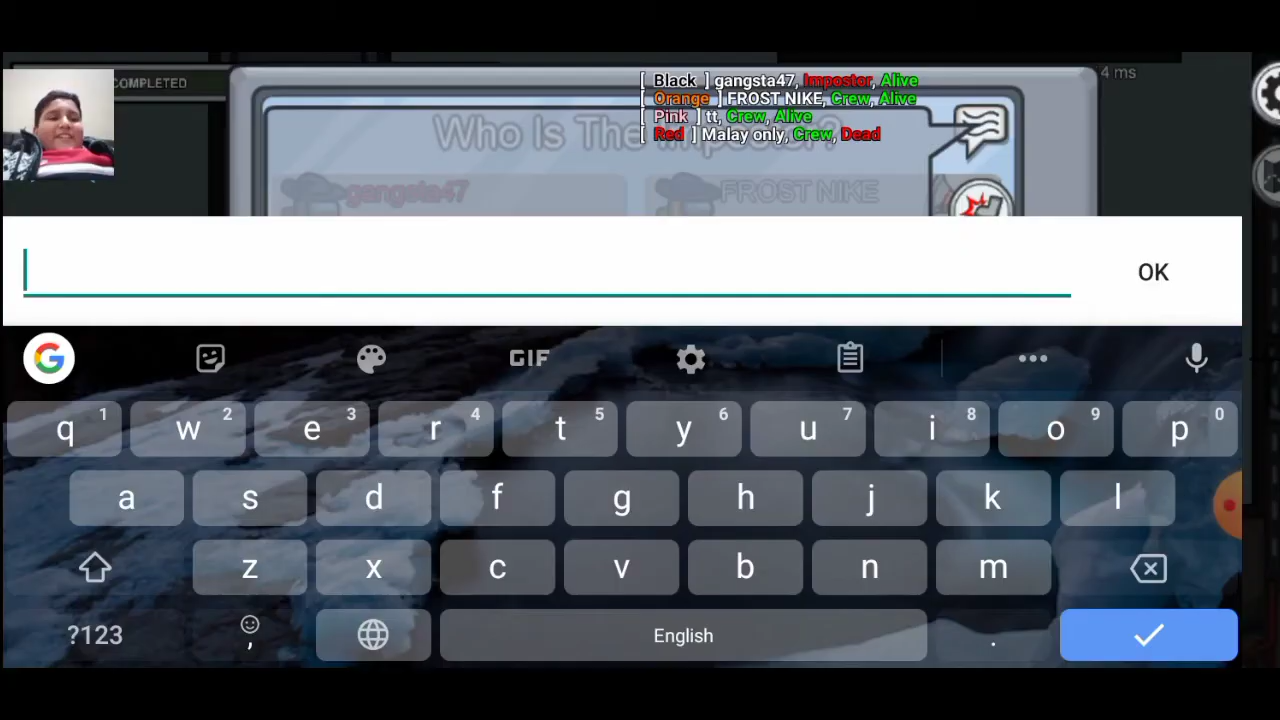 COMPLETED
4 ms
[ Black ] gangsta47, Impostor, Alive
[ Orange ] FROST NIKE, Crew, Alive
[ Pink ] tt, Crew, Alive
[ Red ] Malay only, Crew, Dead
Who Is The Impostor?
gangsta47 FROST NIKE
OK
G GIF
q 1 w 2 e 3 r 4 t 5 y 6 u 7 i 8 o 9 p 0
a s d f g h j k l
z x c v b n m
?123 , English .